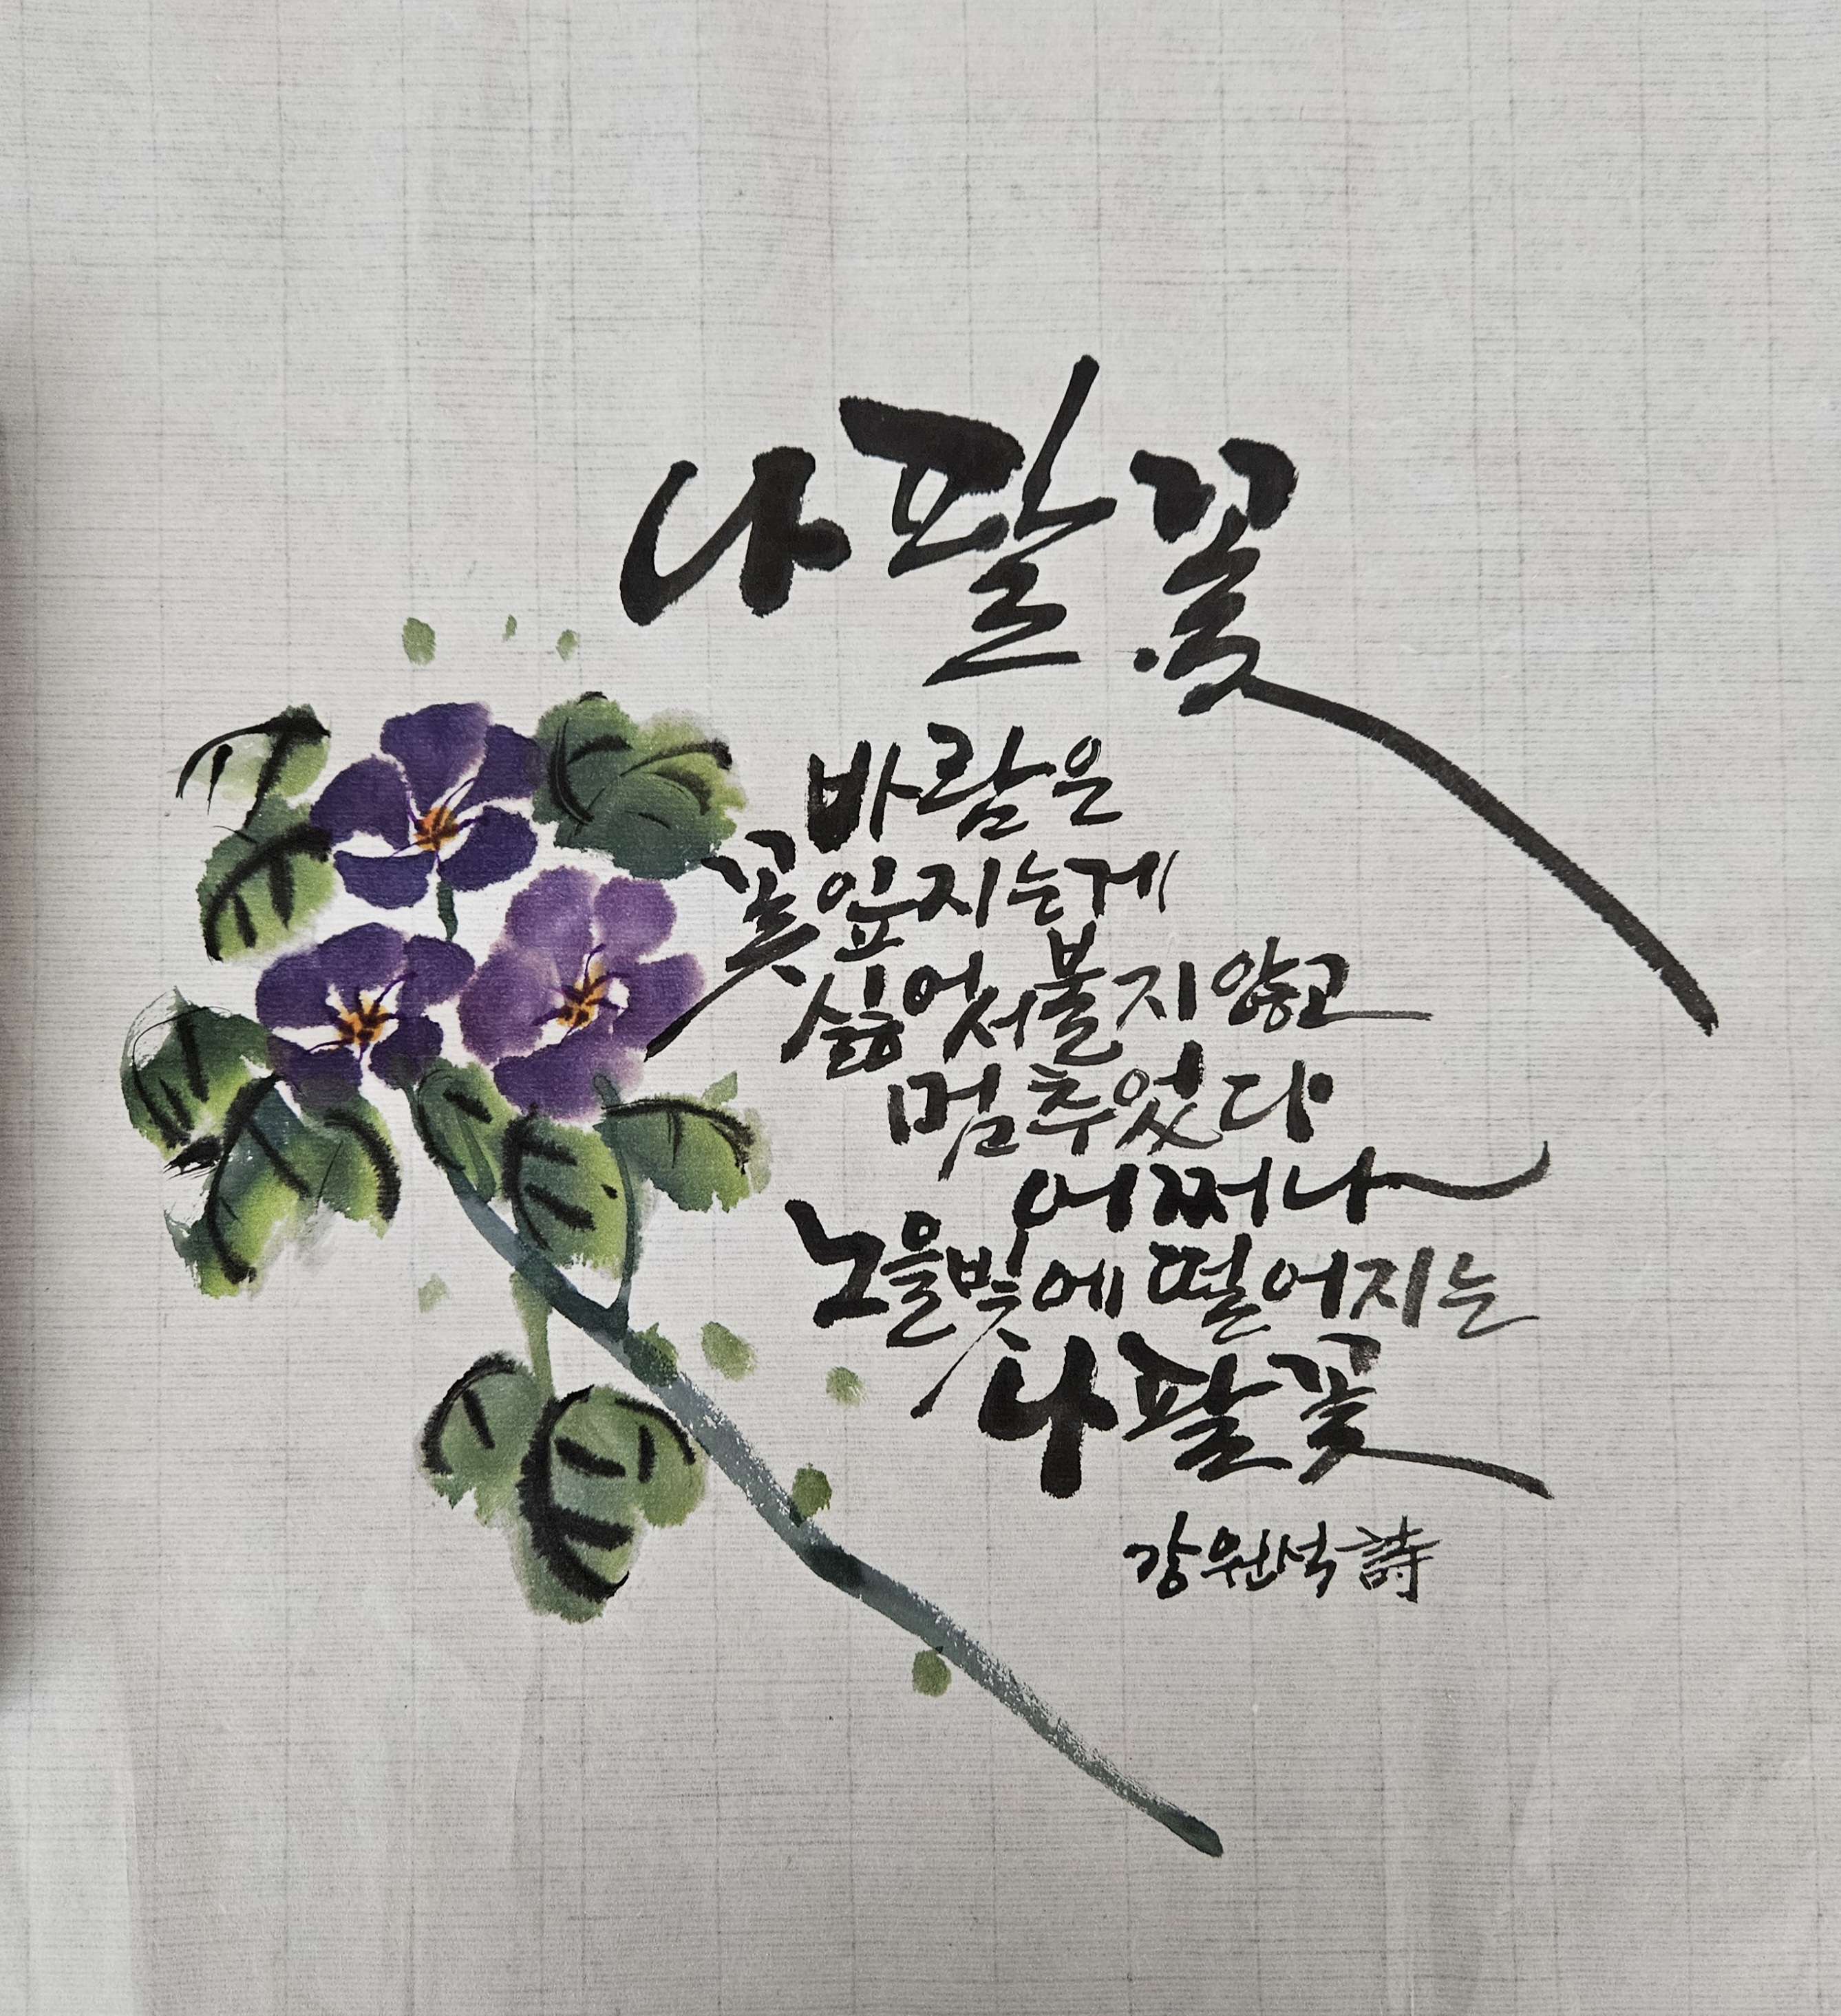 나팔꽃
바람은
꽃잎지는게
싫어서불지않고
멈추었다
어쩌나
노을빛에 떨어지는
나팔꽃
강원석 詩